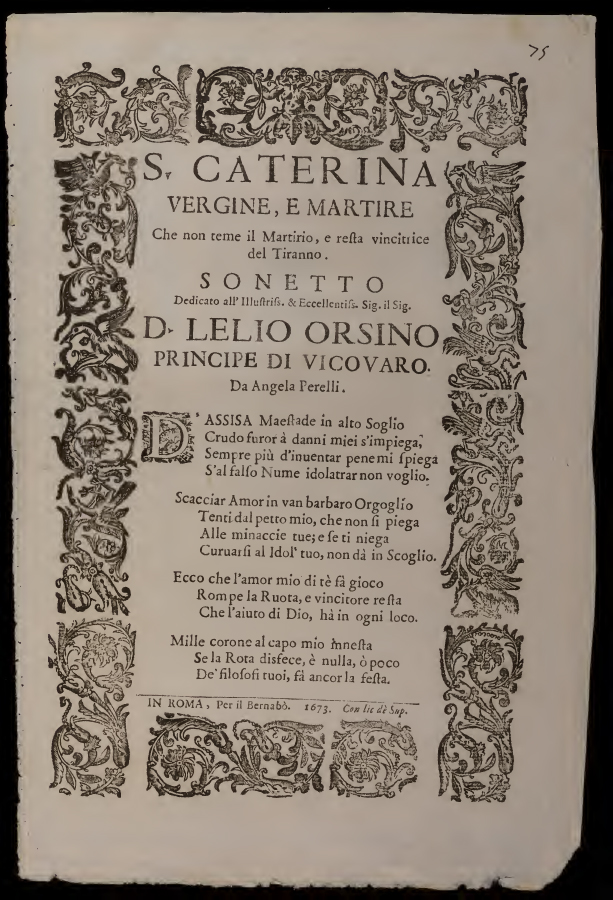 75
S. CATERINA
VERGINE, E MARTIRE
Che non teme il Martirio, e reſta vincitrice
del Tiranno.
SONETTO
Dedicato all' Illuſtriſs. & Eccellentiſs. Sig. il Sig.
D. LELIO ORSINO
PRINCIPE DI VICOVARO.
Da Angela Perelli.
D'ASSISA Maeſtade in alto Soglio
Crudo furor à danni miei s'impiega,
Sempre più d'inuentar pene mi ſpiega
S'al falſo Nume idolatrar non voglio.
Scacciar Amor in van barbaro Orgoglio
Tenti dal petto mio, che non ſi piega
Alle minaccie tue; e ſe ti niega
Curuarſi al Idol' tuo, non dà in Scoglio.
Ecco che l'amor mio di tè fà gioco
Rompe la Ruota, e vincitore reſta
Che l'aiuto di Dio, hà in ogni loco.
Mille corone al capo mio inneſta
Se la Rota disfece, è nulla, ò poco
De' filoſofi tuoi, fà ancor la feſta.
IN ROMA, Per il Bernabò. 1673. Con lic dè Sup.